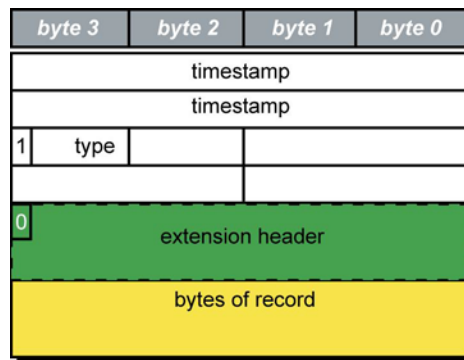 byte 3 byte 2 byte 1 byte 0
timestamp
timestamp
1 type
0
extension header
bytes of record